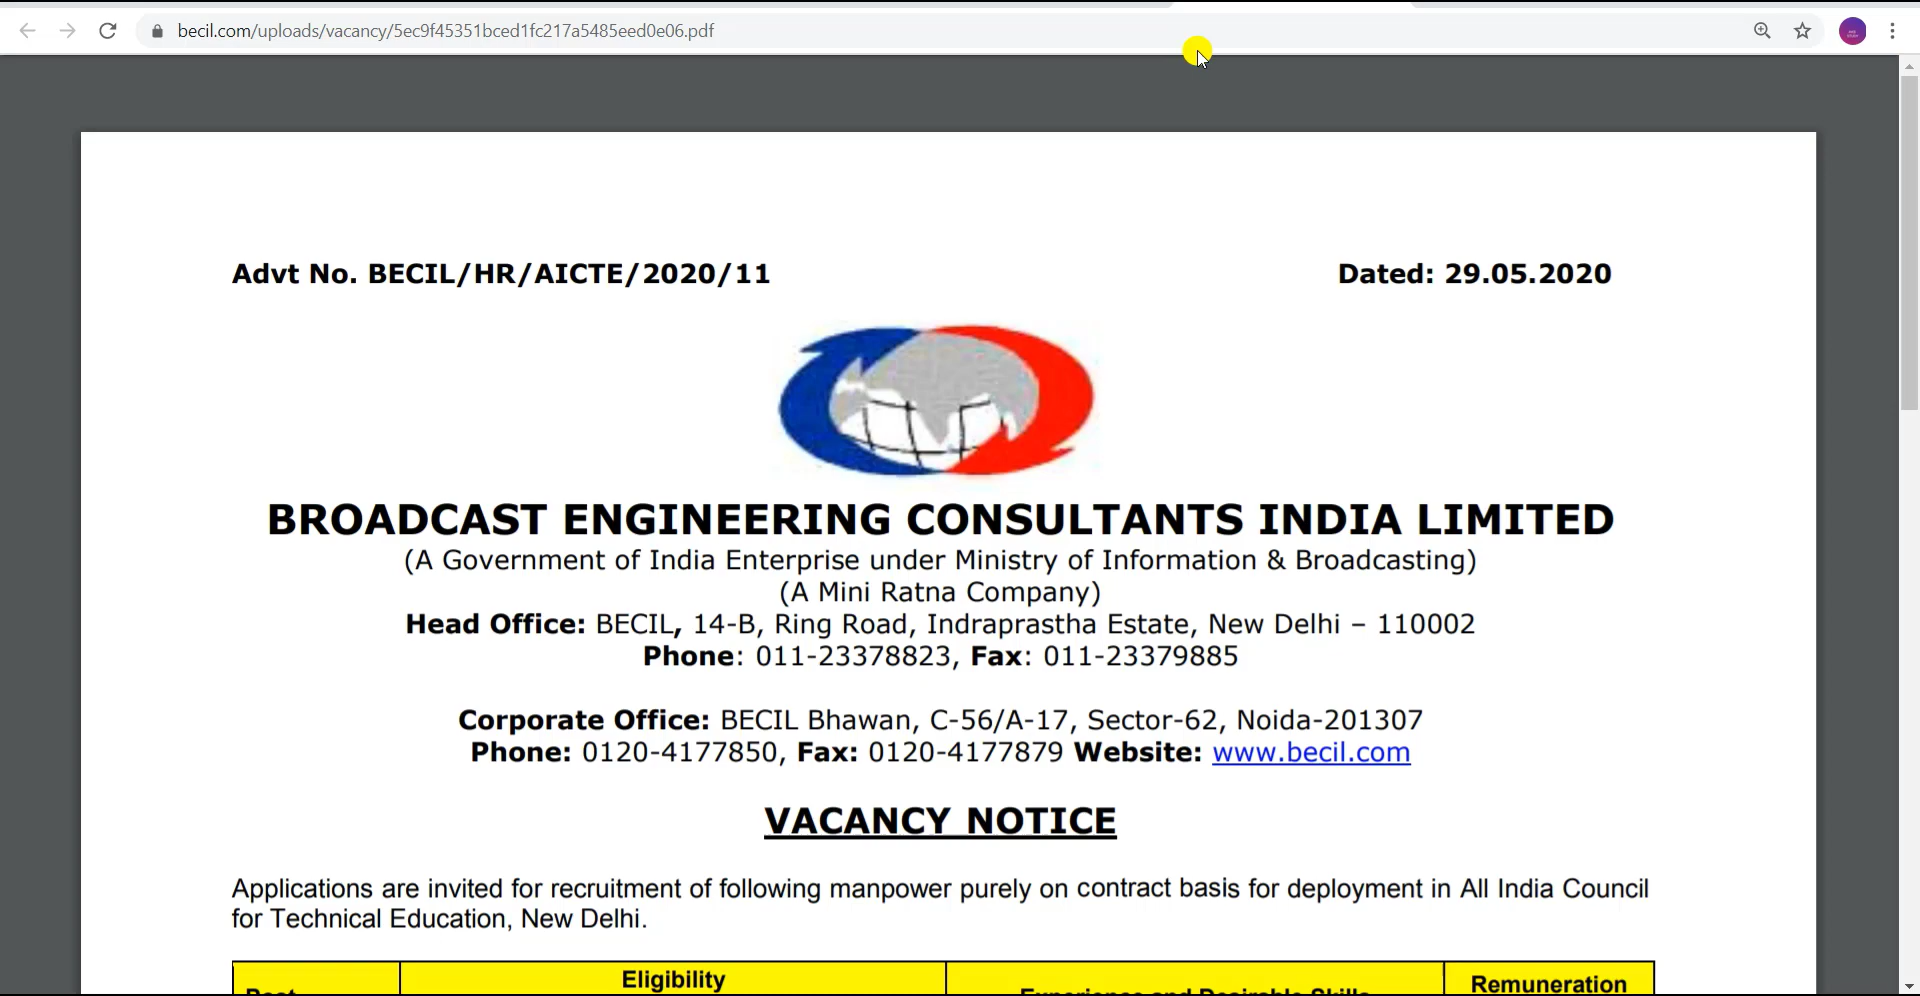 becil.com/uploads/vacancy/5ec9f45351bced1fc217a5485eed0e06.pdf
Advt No. BECIL/HR/AICTE/2020/11 Dated: 29.05.2020
BROADCAST ENGINEERING CONSULTANTS INDIA LIMITED
(A Government of India Enterprise under Ministry of Information & Broadcasting)
(A Mini Ratna Company)
Head Office: BECIL, 14-B, Ring Road, Indraprastha Estate, New Delhi – 110002
Phone: 011-23378823, Fax: 011-23379885
Corporate Office: BECIL Bhawan, C-56/A-17, Sector-62, Noida-201307
Phone: 0120-4177850, Fax: 0120-4177879 Website: www.becil.com
VACANCY NOTICE
Applications are invited for recruitment of following manpower purely on contract basis for deployment in All India Council
for Technical Education, New Delhi.
Eligibility Remuneration
Post Experience and Desirable Skills